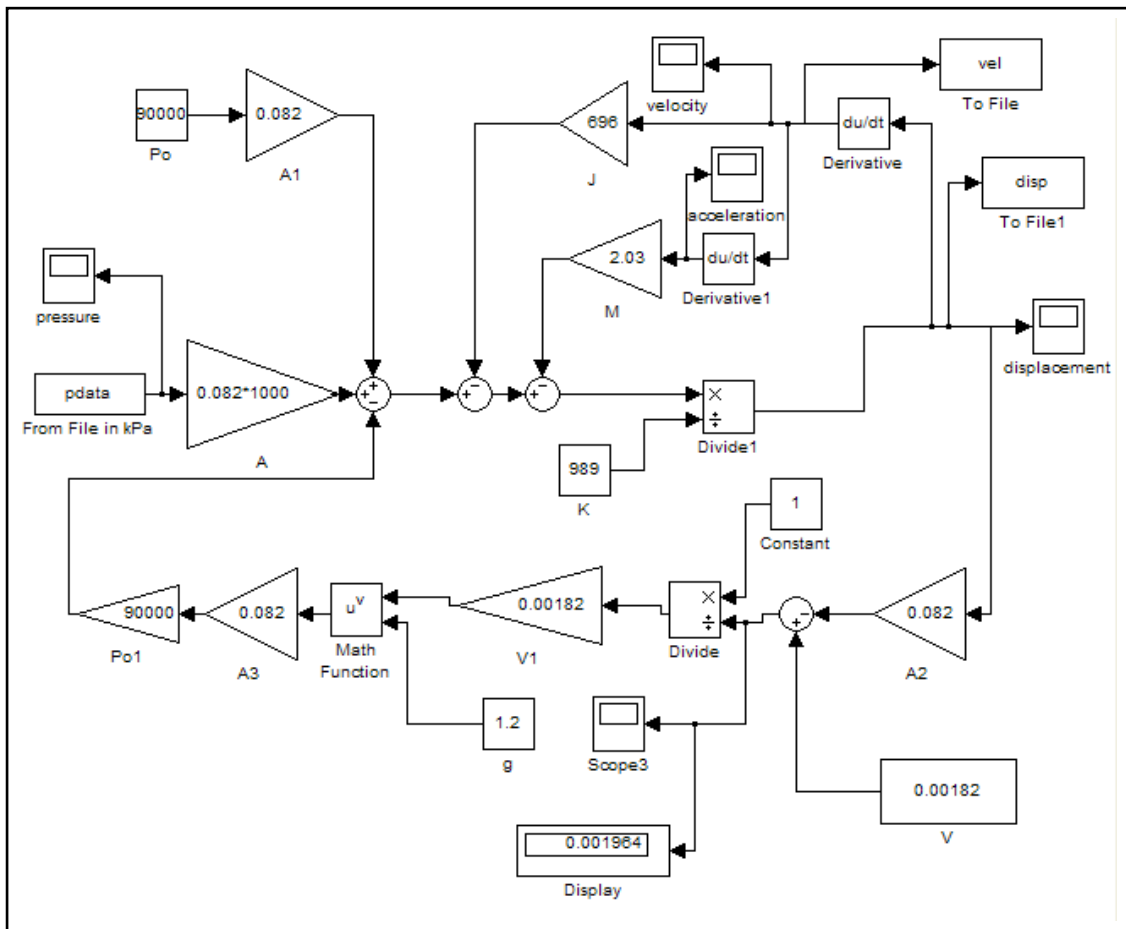 90000
Po
0.082
A1
696
J
velocity
vel
To File
du/dt
Derivative
acceleration
disp
To File1
2.03
M
du/dt
Derivative1
pressure
displacement
pdata
From File in kPa
0.082*1000
A
+
+
−
+
−
+
−
×
÷
Divide1
989
K
1
Constant
90000
Po1
0.082
A3
u^v
Math
Function
0.00182
V1
×
÷
Divide
−
+
0.082
A2
1.2
g
Scope3
0.00182
V
0.001964
Display